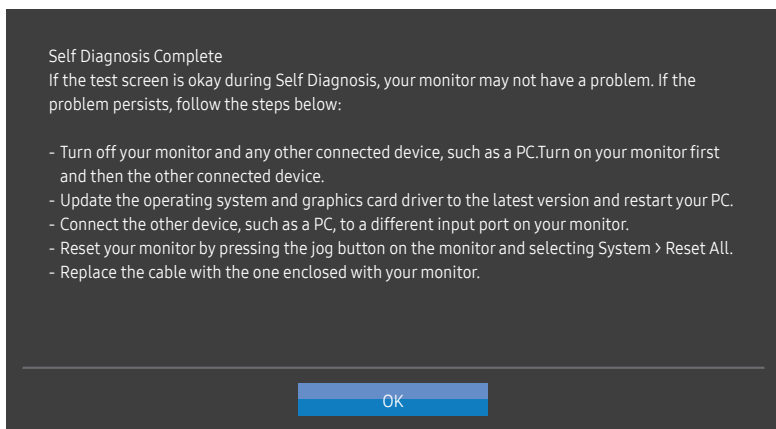 Self Diagnosis Complete
If the test screen is okay during Self Diagnosis, your monitor may not have a problem. If the
problem persists, follow the steps below:
- Turn off your monitor and any other connected device, such as a PC.Turn on your monitor first
and then the other connected device.
- Update the operating system and graphics card driver to the latest version and restart your PC.
- Connect the other device, such as a PC, to a different input port on your monitor.
- Reset your monitor by pressing the jog button on the monitor and selecting System > Reset All.
- Replace the cable with the one enclosed with your monitor.
OK